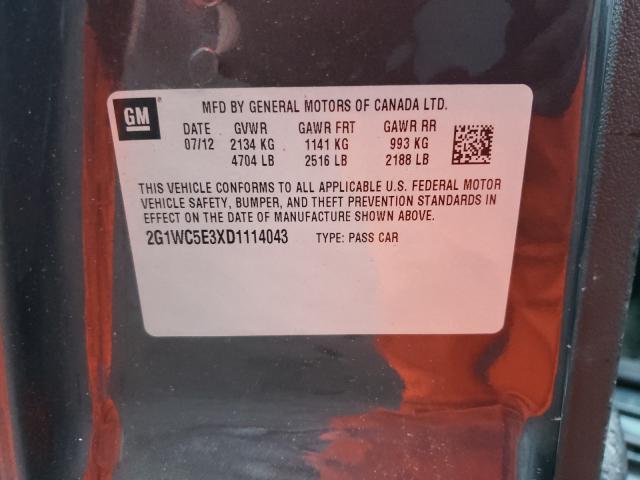 GM
MFD BY GENERAL MOTORS OF CANADA LTD.
DATE GVWR GAWR FRT GAWR RR
07/12 2134 KG 1141 KG 993 KG
4704 LB 2516 LB 2188 LB
THIS VEHICLE CONFORMS TO ALL APPLICABLE U.S. FEDERAL MOTOR
VEHICLE SAFETY, BUMPER, AND THEFT PREVENTION STANDARDS IN
EFFECT ON THE DATE OF MANUFACTURE SHOWN ABOVE.
2G1WC5E3XD1114043 TYPE: PASS CAR